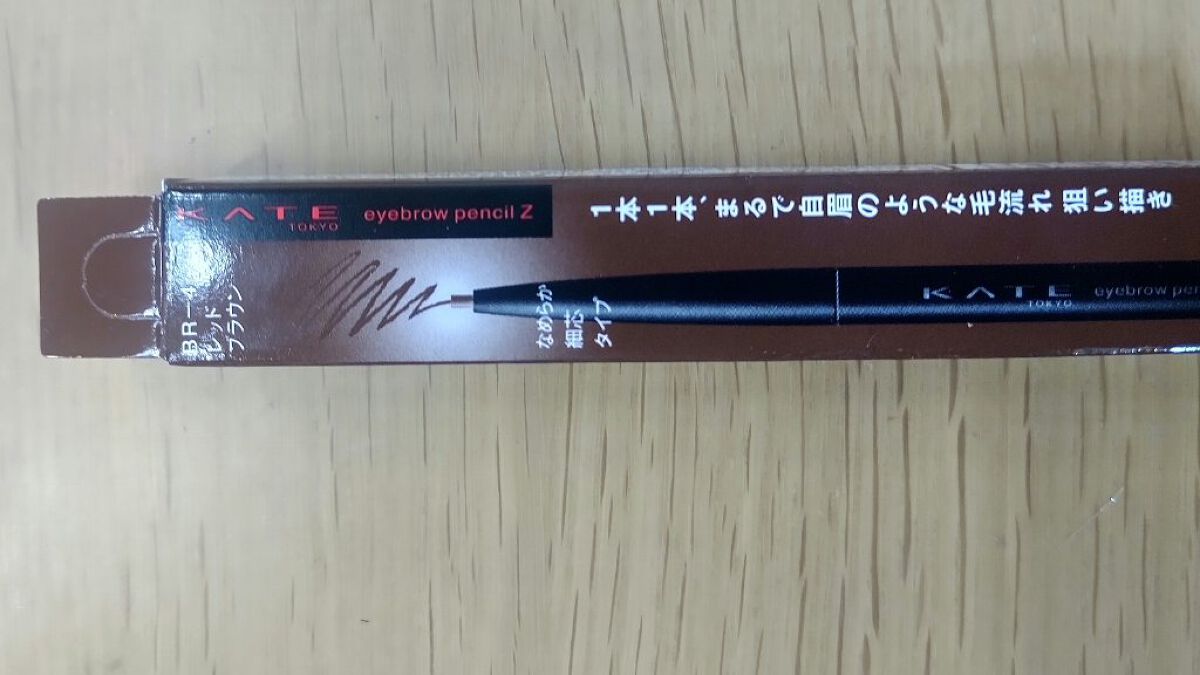 KATE
TOKYO
eyebrow pencil Z
1本1本、まるで自眉のような毛流れ 狙い描き
BR-4
レッド
ブラウン
なめらか
細芯
タイプ
KATE
TOKYO
eyebrow pen